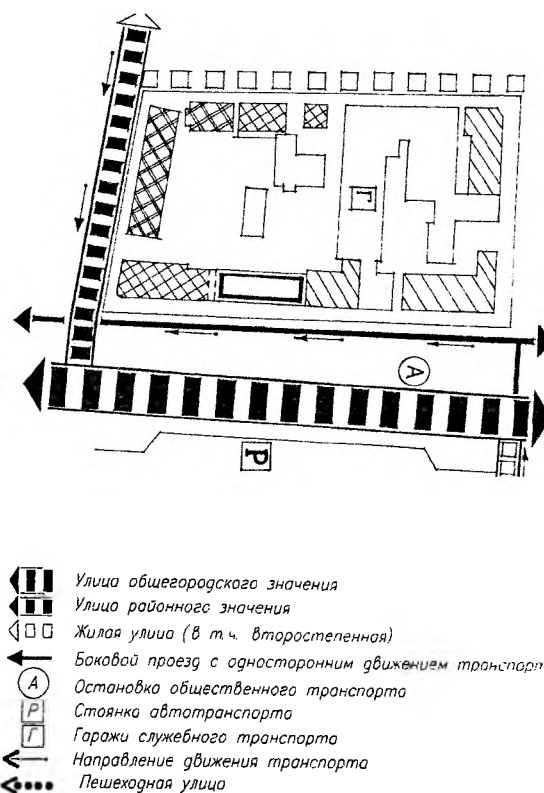 Г
А
Р
Улица общегородского значения
Улица районного значения
Жилая улица (в т.ч. второстепенная)
Боковой проезд с односторонним движением транспорт
А Остановка общественного транспорта
Р Стоянка автотранспорта
Г Гаражи служебного транспорта
Направление движения транспорта
Пешеходная улица